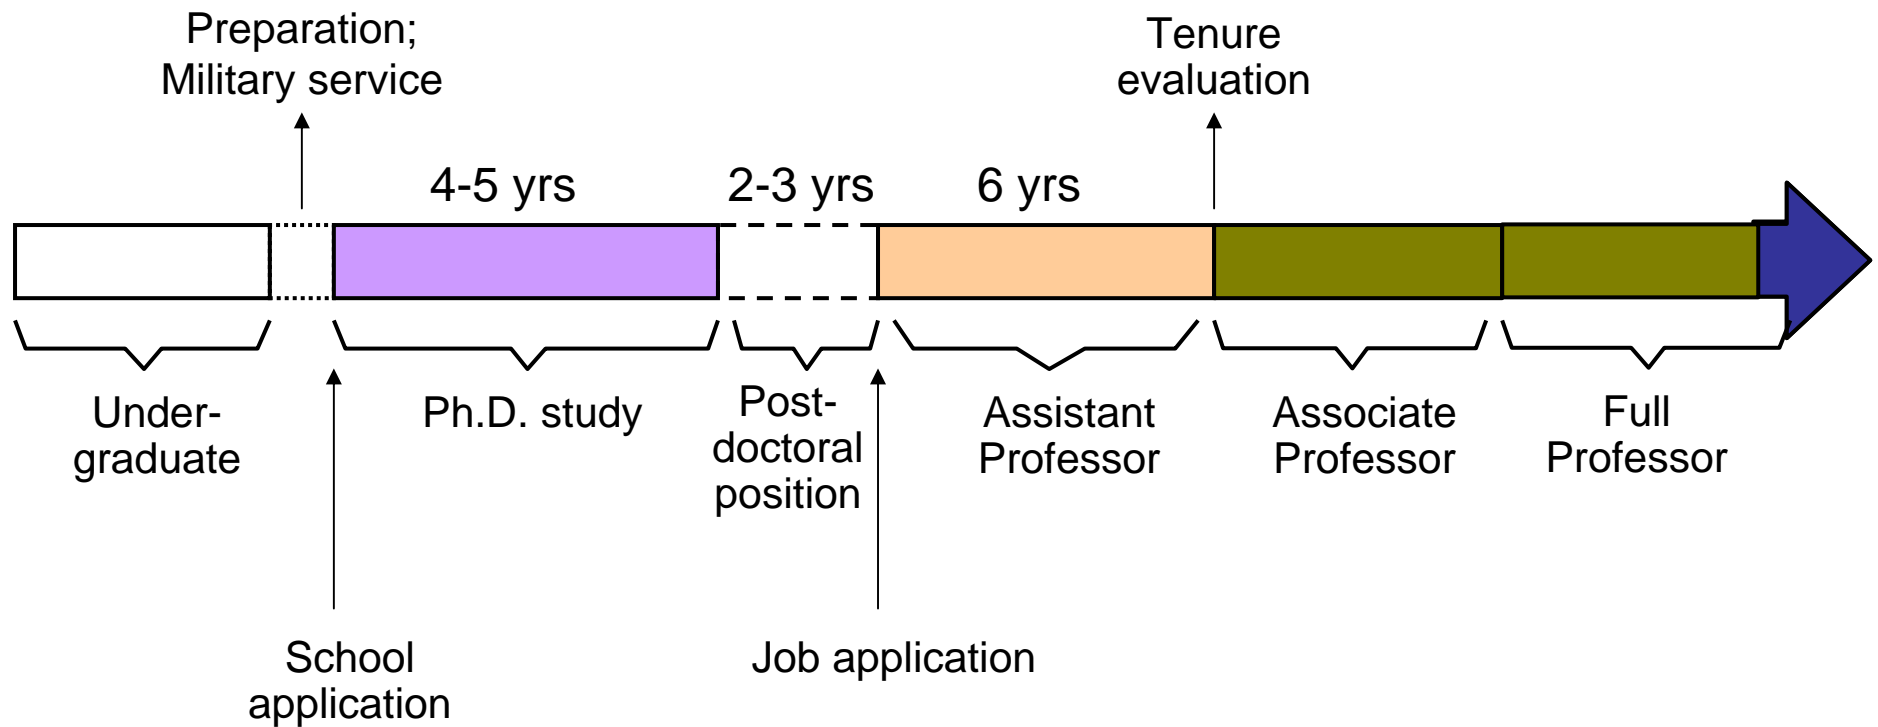 Preparation;
Military service
Tenure
evaluation
4-5 yrs
2-3 yrs
6 yrs
Under-
graduate
Ph.D. study
Post-
doctoral
position
Assistant
Professor
Associate
Professor
Full
Professor
School
application
Job application